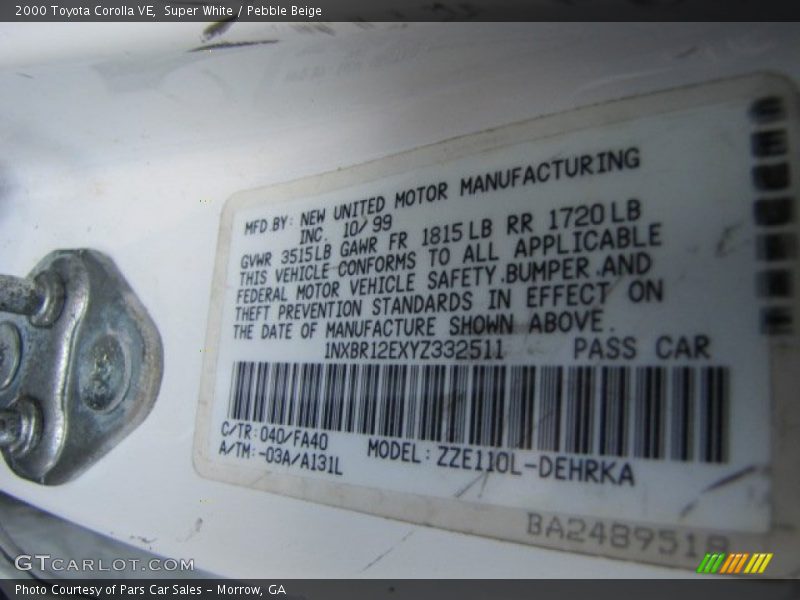 2000 Toyota Corolla VE, Super White / Pebble Beige
MFD BY: NEW UNITED MOTOR MANUFACTURING
INC. 10/99
GVWR 3515LB GAWR FR 1815LB RR 1720LB
THIS VEHICLE CONFORMS TO ALL APPLICABLE
FEDERAL MOTOR VEHICLE SAFETY,BUMPER,AND
THEFT PREVENTION STANDARDS IN EFFECT ON
THE DATE OF MANUFACTURE SHOWN ABOVE.
1NXBR12EXYZ332511 PASS CAR
C/TR:040/FA40
A/TM:-03A/A131L MODEL:ZZE110L-DEHRKA
BA2489518
GTCARLOT.COM
Photo Courtesy of Pars Car Sales - Morrow, GA